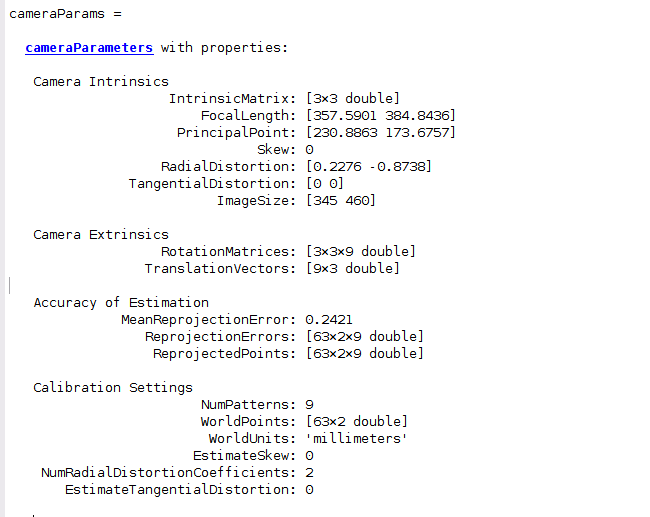 cameraParams =
cameraParameters with properties:
Camera Intrinsics
IntrinsicMatrix: [3×3 double]
FocalLength: [357.5901 384.8436]
PrincipalPoint: [230.8863 173.6757]
Skew: 0
RadialDistortion: [0.2276 -0.8738]
TangentialDistortion: [0 0]
ImageSize: [345 460]
Camera Extrinsics
RotationMatrices: [3×3×9 double]
TranslationVectors: [9×3 double]
Accuracy of Estimation
MeanReprojectionError: 0.2421
ReprojectionErrors: [63×2×9 double]
ReprojectedPoints: [63×2×9 double]
Calibration Settings
NumPatterns: 9
WorldPoints: [63×2 double]
WorldUnits: 'millimeters'
EstimateSkew: 0
NumRadialDistortionCoefficients: 2
EstimateTangentialDistortion: 0